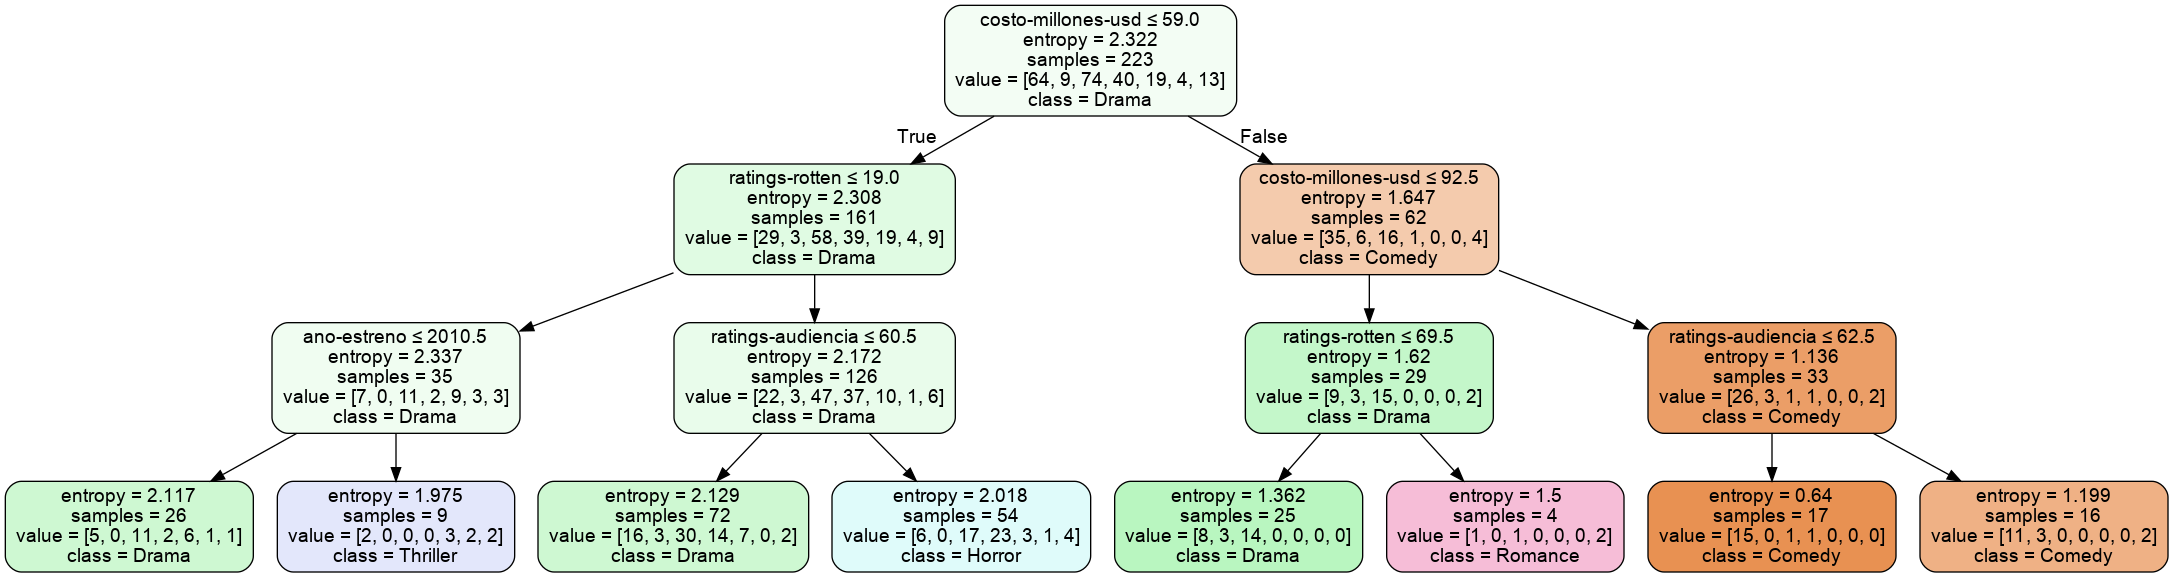 costo-millones-usd ≤ 59.0
entropy = 2.322
samples = 223
value = [64, 9, 74, 40, 19, 4, 13]
class = Drama
True
False
ratings-rotten ≤ 19.0
entropy = 2.308
samples = 161
value = [29, 3, 58, 39, 19, 4, 9]
class = Drama
costo-millones-usd ≤ 92.5
entropy = 1.647
samples = 62
value = [35, 6, 16, 1, 0, 0, 4]
class = Comedy
ano-estreno ≤ 2010.5
entropy = 2.337
samples = 35
value = [7, 0, 11, 2, 9, 3, 3]
class = Drama
ratings-audiencia ≤ 60.5
entropy = 2.172
samples = 126
value = [22, 3, 47, 37, 10, 1, 6]
class = Drama
ratings-rotten ≤ 69.5
entropy = 1.62
samples = 29
value = [9, 3, 15, 0, 0, 0, 2]
class = Drama
ratings-audiencia ≤ 62.5
entropy = 1.136
samples = 33
value = [26, 3, 1, 1, 0, 0, 2]
class = Comedy
entropy = 2.117
samples = 26
value = [5, 0, 11, 2, 6, 1, 1]
class = Drama
entropy = 1.975
samples = 9
value = [2, 0, 0, 0, 3, 2, 2]
class = Thriller
entropy = 2.129
samples = 72
value = [16, 3, 30, 14, 7, 0, 2]
class = Drama
entropy = 2.018
samples = 54
value = [6, 0, 17, 23, 3, 1, 4]
class = Horror
entropy = 1.362
samples = 25
value = [8, 3, 14, 0, 0, 0, 0]
class = Drama
entropy = 1.5
samples = 4
value = [1, 0, 1, 0, 0, 0, 2]
class = Romance
entropy = 0.64
samples = 17
value = [15, 0, 1, 1, 0, 0, 0]
class = Comedy
entropy = 1.199
samples = 16
value = [11, 3, 0, 0, 0, 0, 2]
class = Comedy